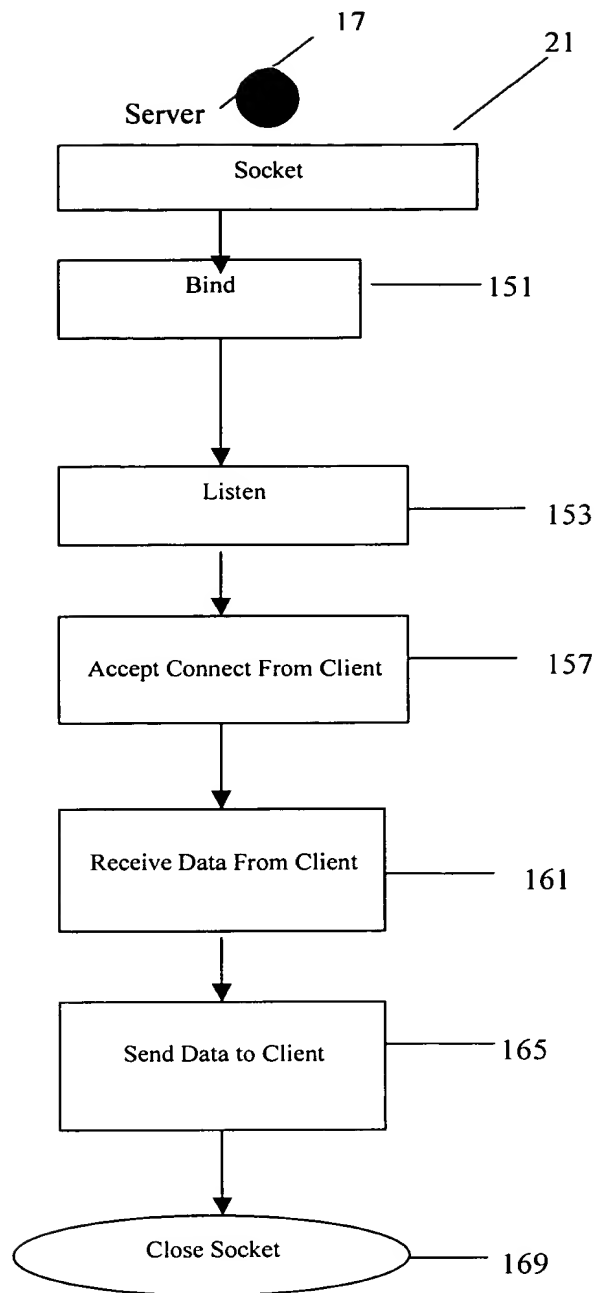 17
21
Server
Socket
Bind
151
Listen
153
Accept Connect From Client
157
Receive Data From Client
161
Send Data to Client
165
Close Socket
169